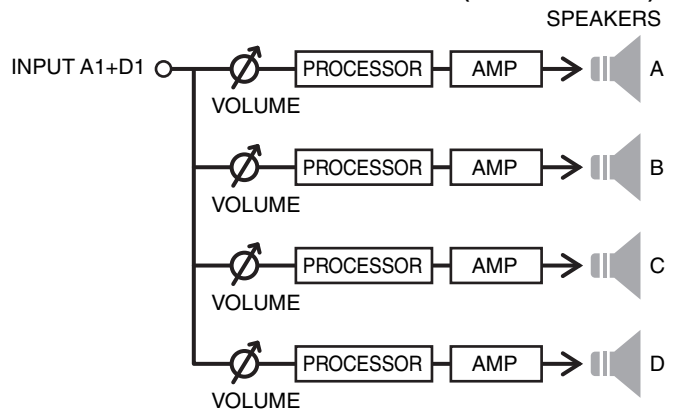 SPEAKERS
INPUT A1+D1 PROCESSOR AMP A
VOLUME
PROCESSOR AMP B
VOLUME
PROCESSOR AMP C
VOLUME
PROCESSOR AMP D
VOLUME